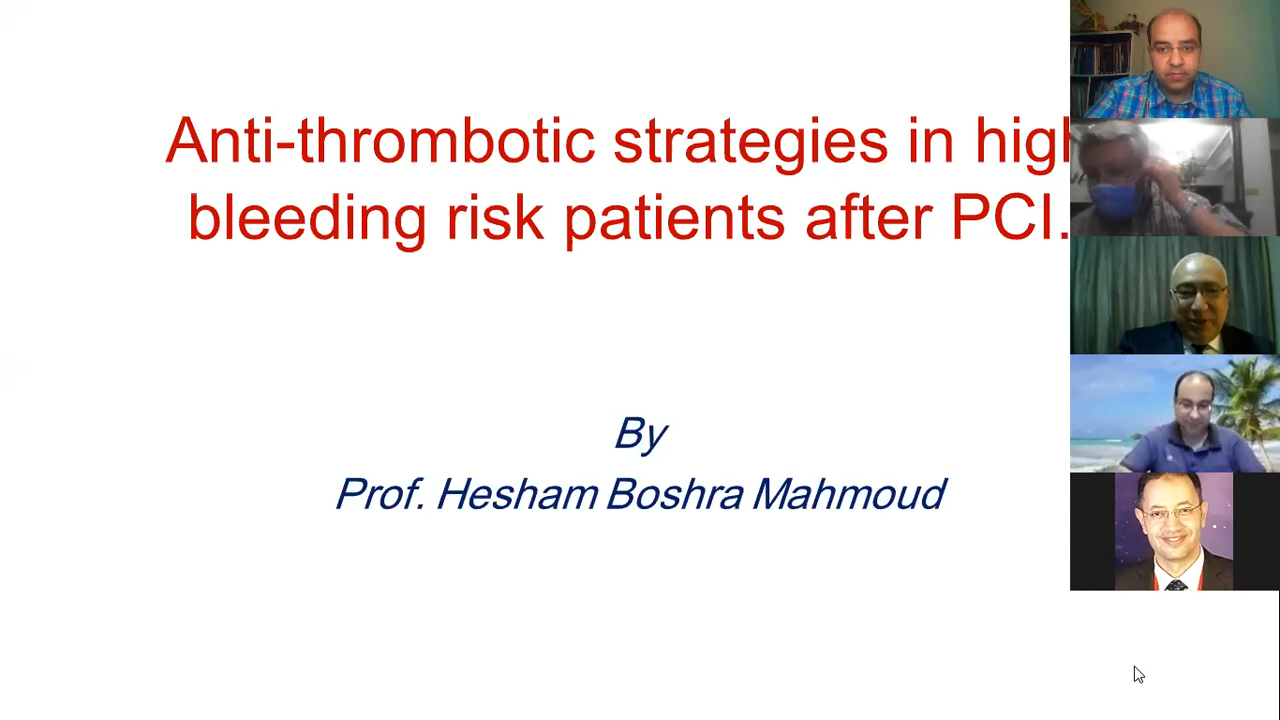 Anti-thrombotic strategies in high
bleeding risk patients after PCI.
By
Prof. Hesham Boshra Mahmoud